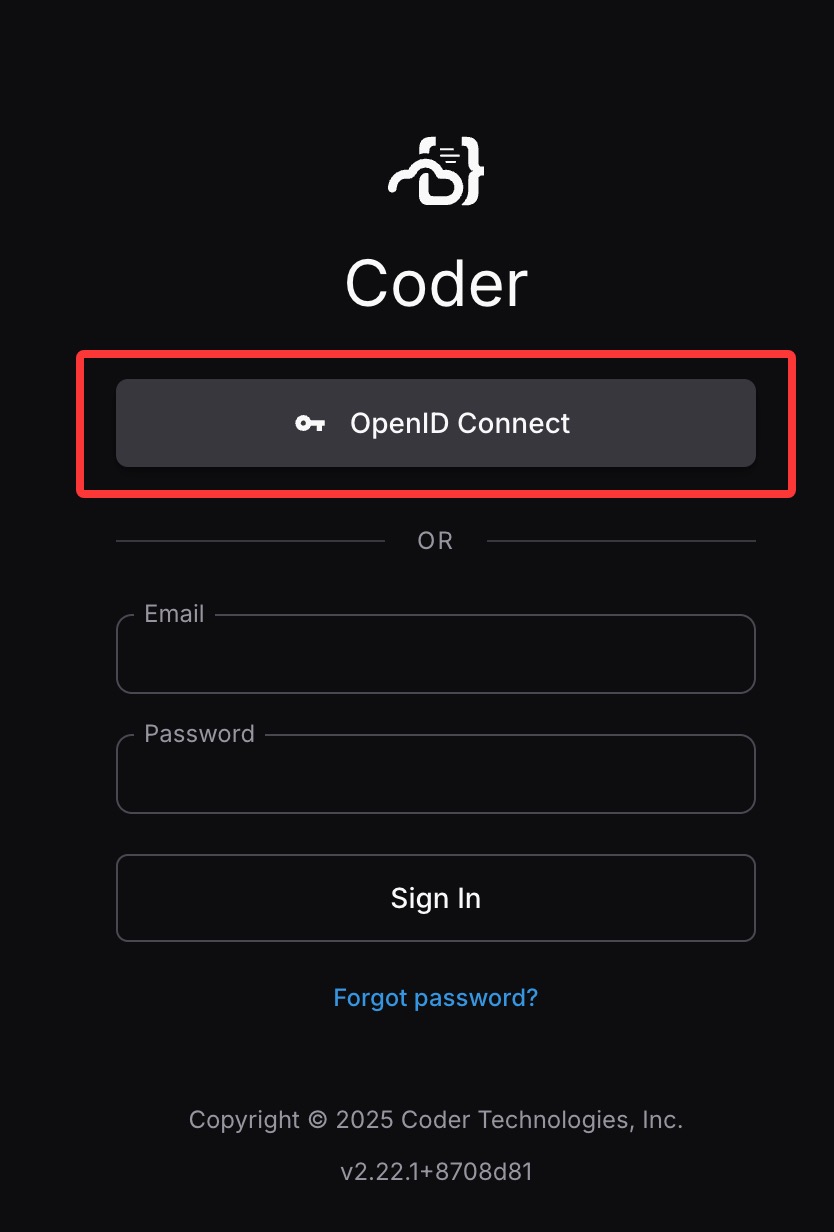 Coder
OpenID Connect
OR
Email
Password
Sign In
Forgot password?
Copyright © 2025 Coder Technologies, Inc.
v2.22.1+8708d81